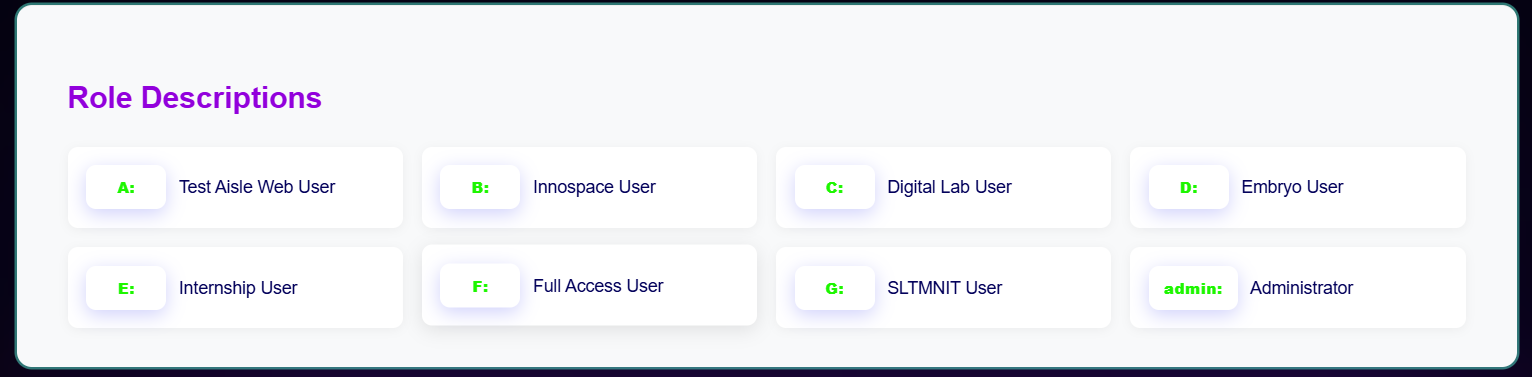 Role Descriptions
A: Test Aisle Web User
B: Innospace User
C: Digital Lab User
D: Embryo User
E: Internship User
F: Full Access User
G: SLTMNIT User
admin: Administrator